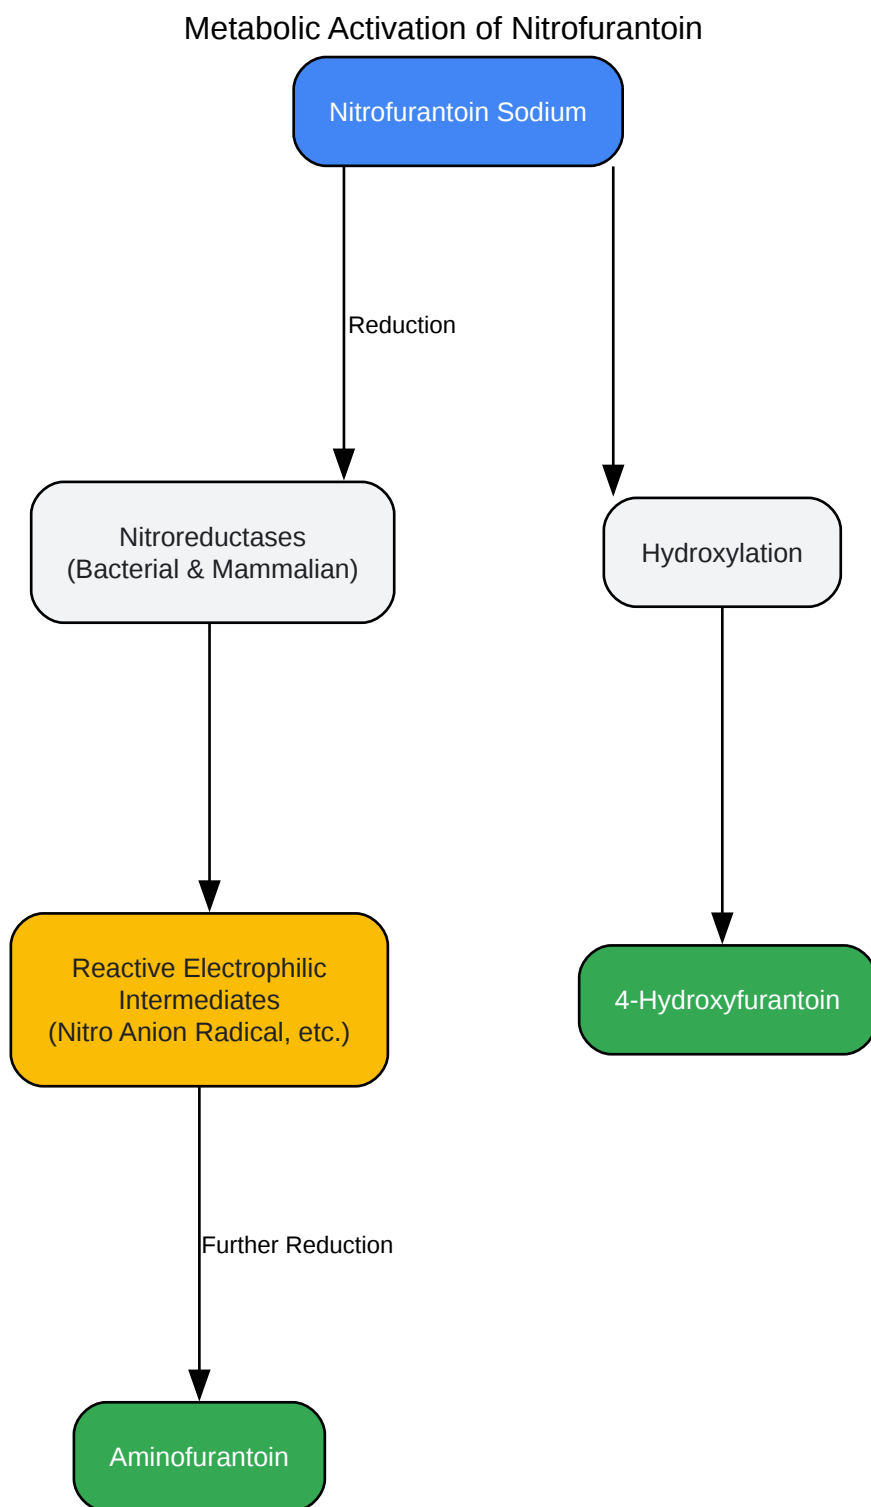 Metabolic Activation of Nitrofurantoin
Nitrofurantoin Sodium
Reduction
Nitroreductases
(Bacterial & Mammalian)
Hydroxylation
Reactive Electrophilic
Intermediates
(Nitro Anion Radical, etc.)
4-Hydroxyfurantoin
Further Reduction
Aminofurantoin